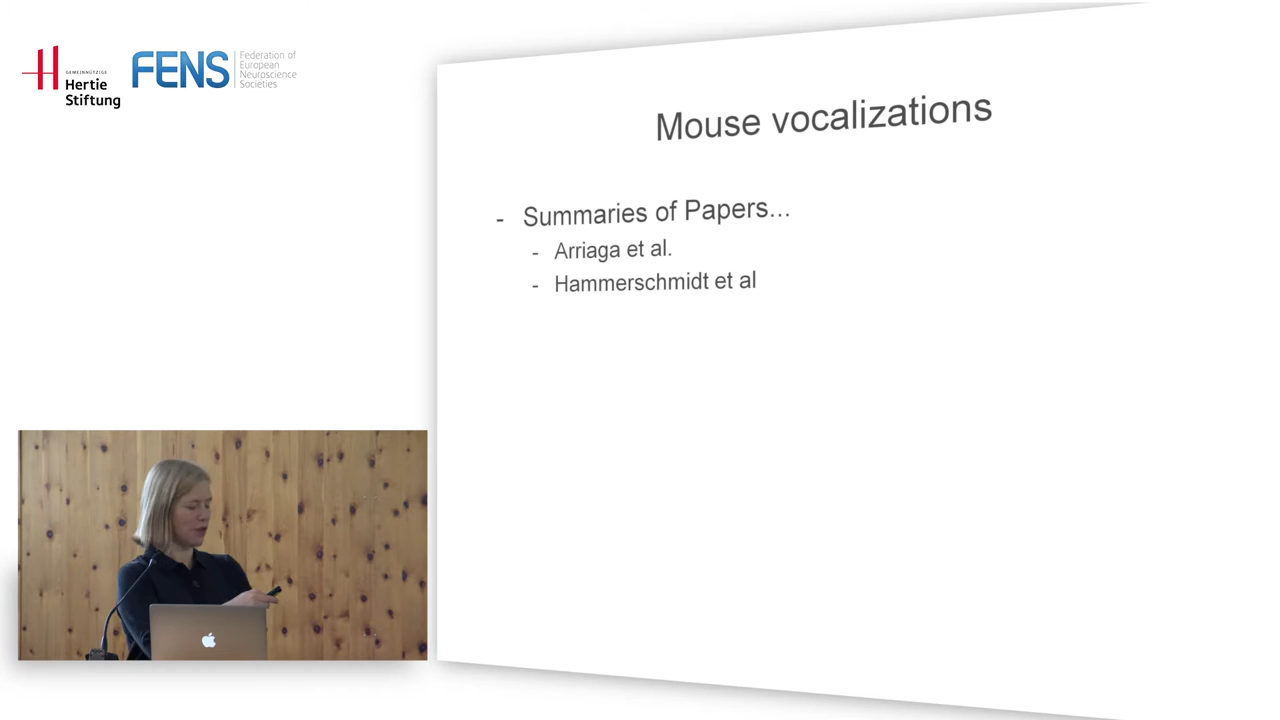 GEMEINNÜTZIGE
Hertie
Stiftung
FENS
Federation of
European
Neuroscience
Societies
Mouse vocalizations
- Summaries of Papers...
- Arriaga et al.
- Hammerschmidt et al